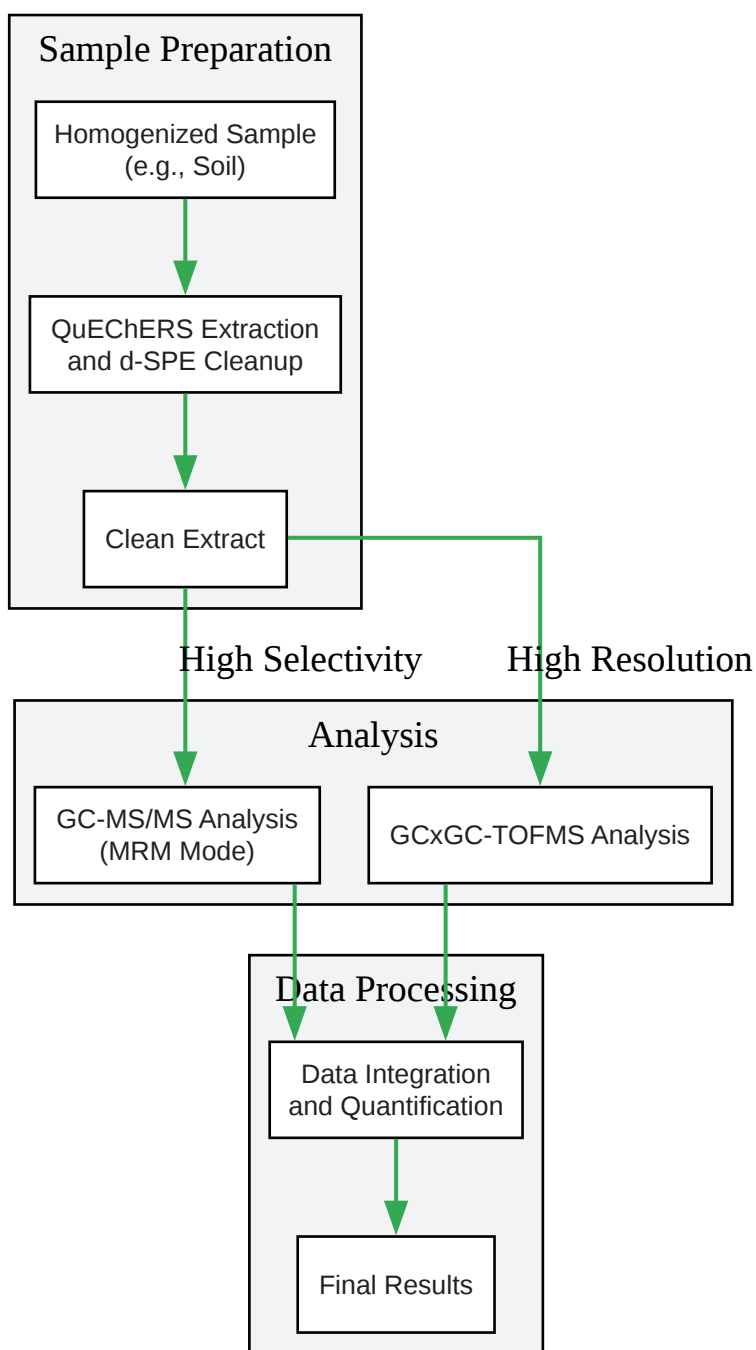 Sample Preparation
Homogenized Sample
(e.g., Soil)
QuEChERS Extraction
and d-SPE Cleanup
Clean Extract
High Selectivity
High Resolution
Analysis
GC-MS/MS Analysis
(MRM Mode)
GCxGC-TOFMS Analysis
Data Processing
Data Integration
and Quantification
Final Results